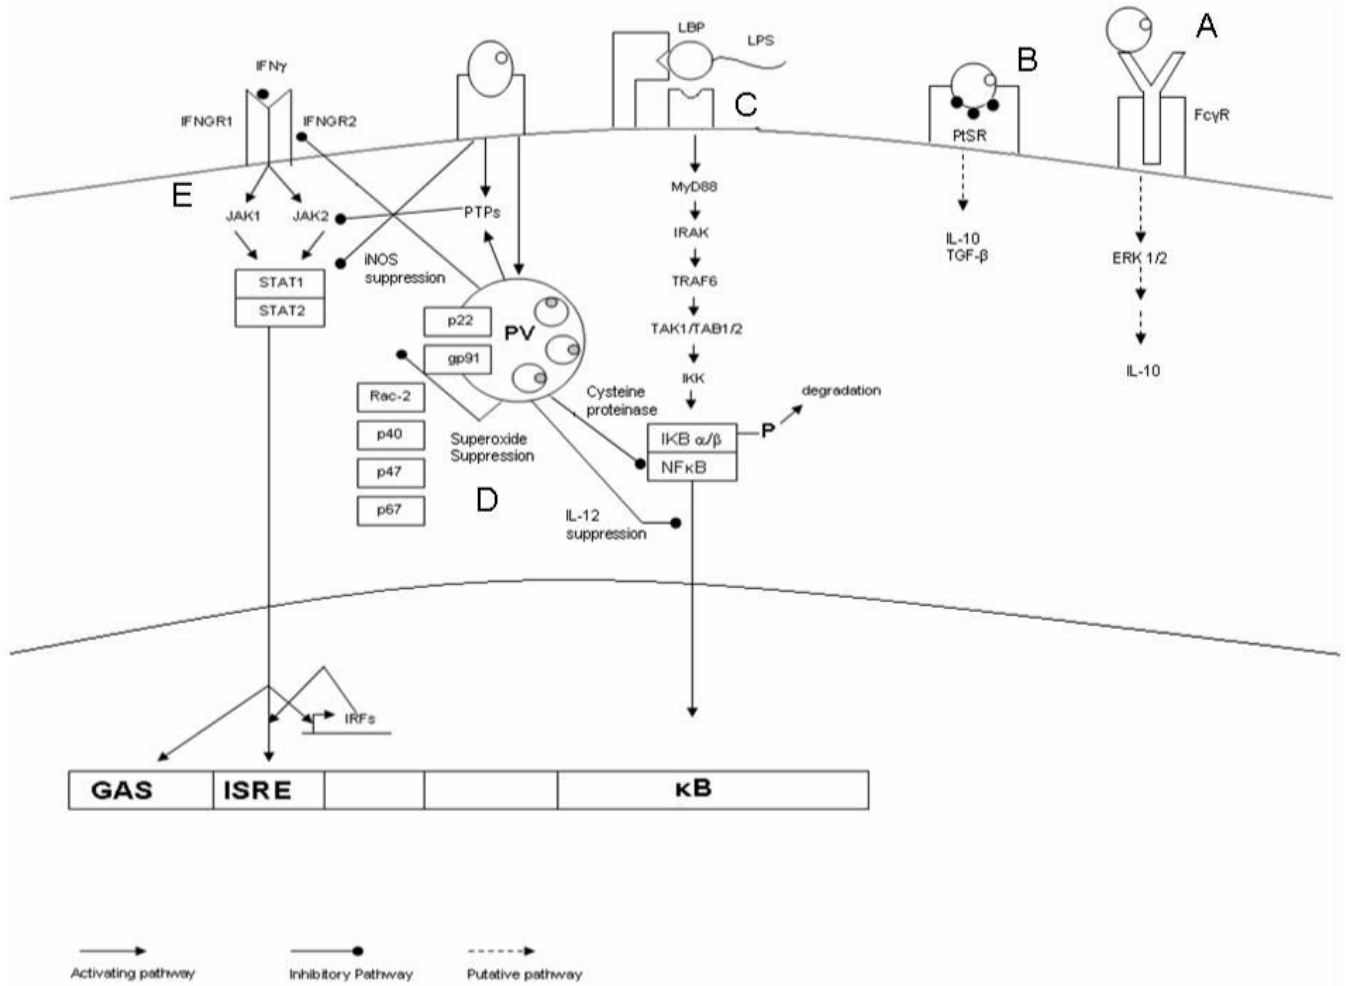 A
B
LBP
LPS
C
IFNγ
IFNGR1
IFNGR2
PtSR
FcγR
E
JAK1
JAK2
PTPs
MyD88
IRAK
TRAF6
TAK1/TAB1/2
IKK
IL-10
TGF-β
ERK 1/2
IL-10
iNOS
suppression
STAT1
STAT2
p22
gp91
PV
Rac-2
p40
p47
p67
Superoxide
Suppression
D
Cysteine
proteinase
degradation
IKB α/β
P
NFκB
IL-12
suppression
IRFs
GAS
ISRE
κB
Activating pathway
Inhibitory Pathway
Putative pathway